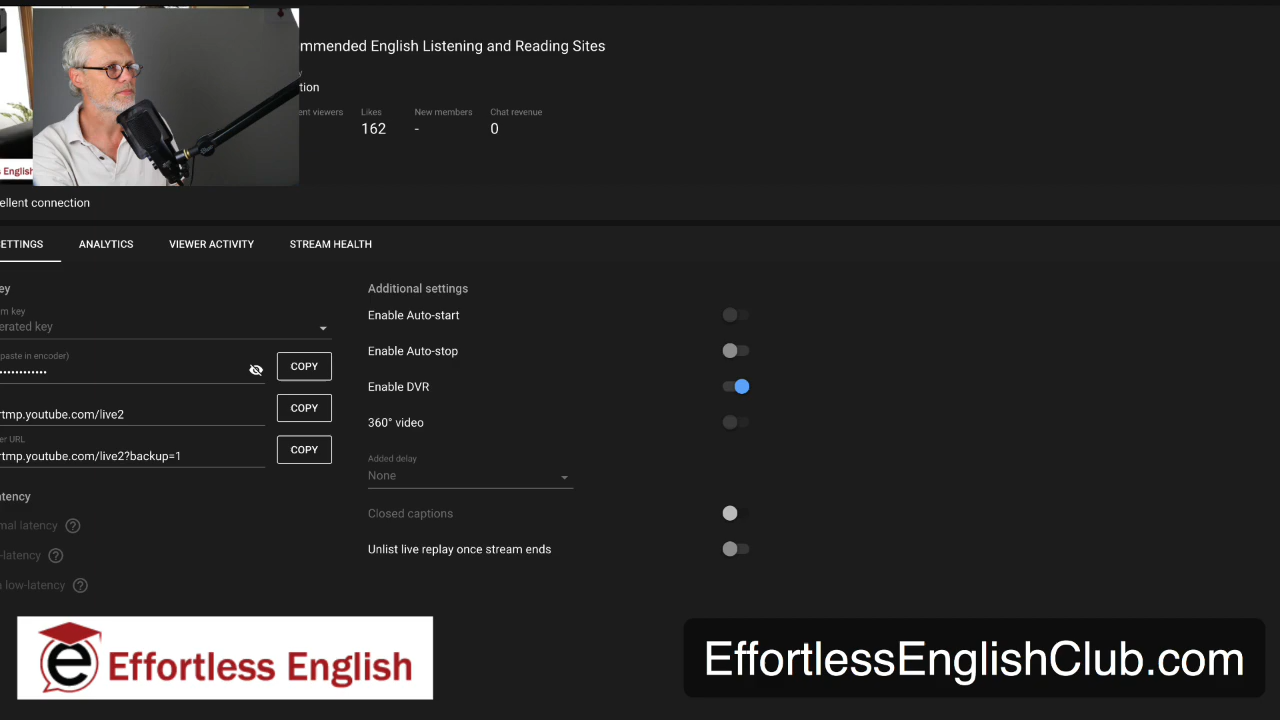 mmended English Listening and Reading Sites
tion
ent viewers Likes New members Chat revenue
162 - 0
s English
ellent connection
ETTINGS ANALYTICS VIEWER ACTIVITY STREAM HEALTH
ey
Additional settings
m key
erated key
Enable Auto-start
paste in encoder)
COPY
Enable Auto-stop
Enable DVR
rtmp.youtube.com/live2
COPY
360° video
er URL
rtmp.youtube.com/live2?backup=1
COPY
Added delay
None
atency
mal latency
Closed captions
-latency
Unlist live replay once stream ends
low-latency
e Effortless English
EffortlessEnglishClub.com